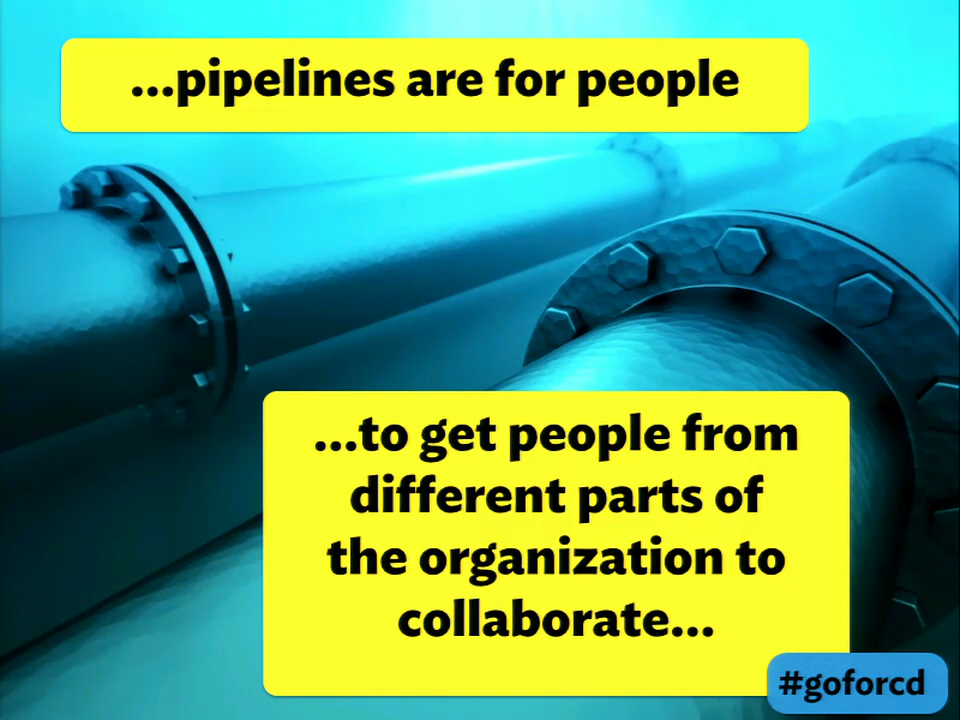 ...pipelines are for people
...to get people from
different parts of
the organization to
collaborate...
#goforcd